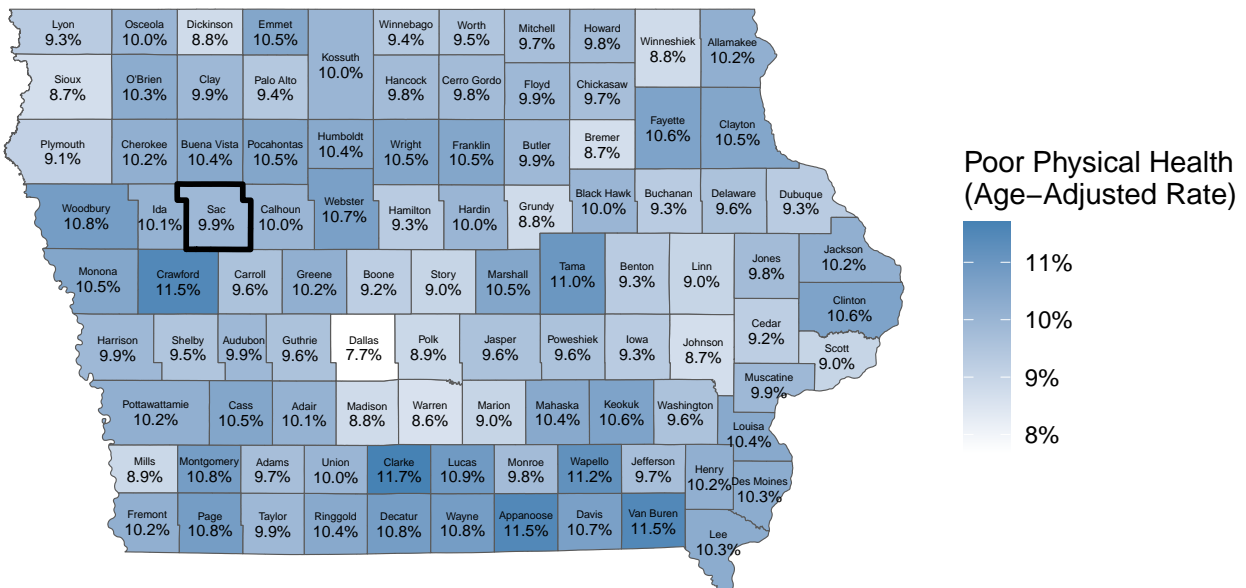 Lyon
9.3%
Osceola
10.0%
Dickinson
8.8%
Emmet
10.5%
Kossuth
10.0%
Winnebago
9.4%
Worth
9.5%
Mitchell
9.7%
Howard
9.8%
Winneshiek
8.8%
Allamakee
10.2%
Sioux
8.7%
O'Brien
10.3%
Clay
9.9%
Palo Alto
9.4%
Hancock
9.8%
Cerro Gordo
9.8%
Floyd
9.9%
Chickasaw
9.7%
Fayette
10.6%
Clayton
10.5%
Plymouth
9.1%
Cherokee
10.2%
Buena Vista
10.4%
Pocahontas
10.5%
Humboldt
10.4%
Wright
10.5%
Franklin
10.5%
Butler
9.9%
Bremer
8.7%
Woodbury
10.8%
Ida
10.1%
Sac
9.9%
Calhoun
10.0%
Webster
10.7%
Hamilton
9.3%
Hardin
10.0%
Grundy
8.8%
Black Hawk
10.0%
Buchanan
9.3%
Delaware
9.6%
Dubuque
9.3%
Monona
10.5%
Crawford
11.5%
Carroll
9.6%
Greene
10.2%
Boone
9.2%
Story
9.0%
Marshall
10.5%
Tama
11.0%
Benton
9.3%
Linn
9.0%
Jones
9.8%
Jackson
10.2%
Clinton
10.6%
Harrison
9.9%
Shelby
9.5%
Audubon
9.9%
Guthrie
9.6%
Dallas
7.7%
Polk
8.9%
Jasper
9.6%
Poweshiek
9.6%
Iowa
9.3%
Johnson
8.7%
Cedar
9.2%
Scott
9.0%
Muscatine
9.9%
Pottawattamie
10.2%
Cass
10.5%
Adair
10.1%
Madison
8.8%
Warren
8.6%
Marion
9.0%
Mahaska
10.4%
Keokuk
10.6%
Washington
9.6%
Louisa
10.4%
Mills
8.9%
Montgomery
10.8%
Adams
9.7%
Union
10.0%
Clarke
11.7%
Lucas
10.9%
Monroe
9.8%
Wapello
11.2%
Jefferson
9.7%
Henry
10.2%
Des Moines
10.3%
Fremont
10.2%
Page
10.8%
Taylor
9.9%
Ringgold
10.4%
Decatur
10.8%
Wayne
10.8%
Appanoose
11.5%
Davis
10.7%
Van Buren
11.5%
Lee
10.3%
Poor Physical Health
(Age−Adjusted Rate)
11%
10%
9%
8%